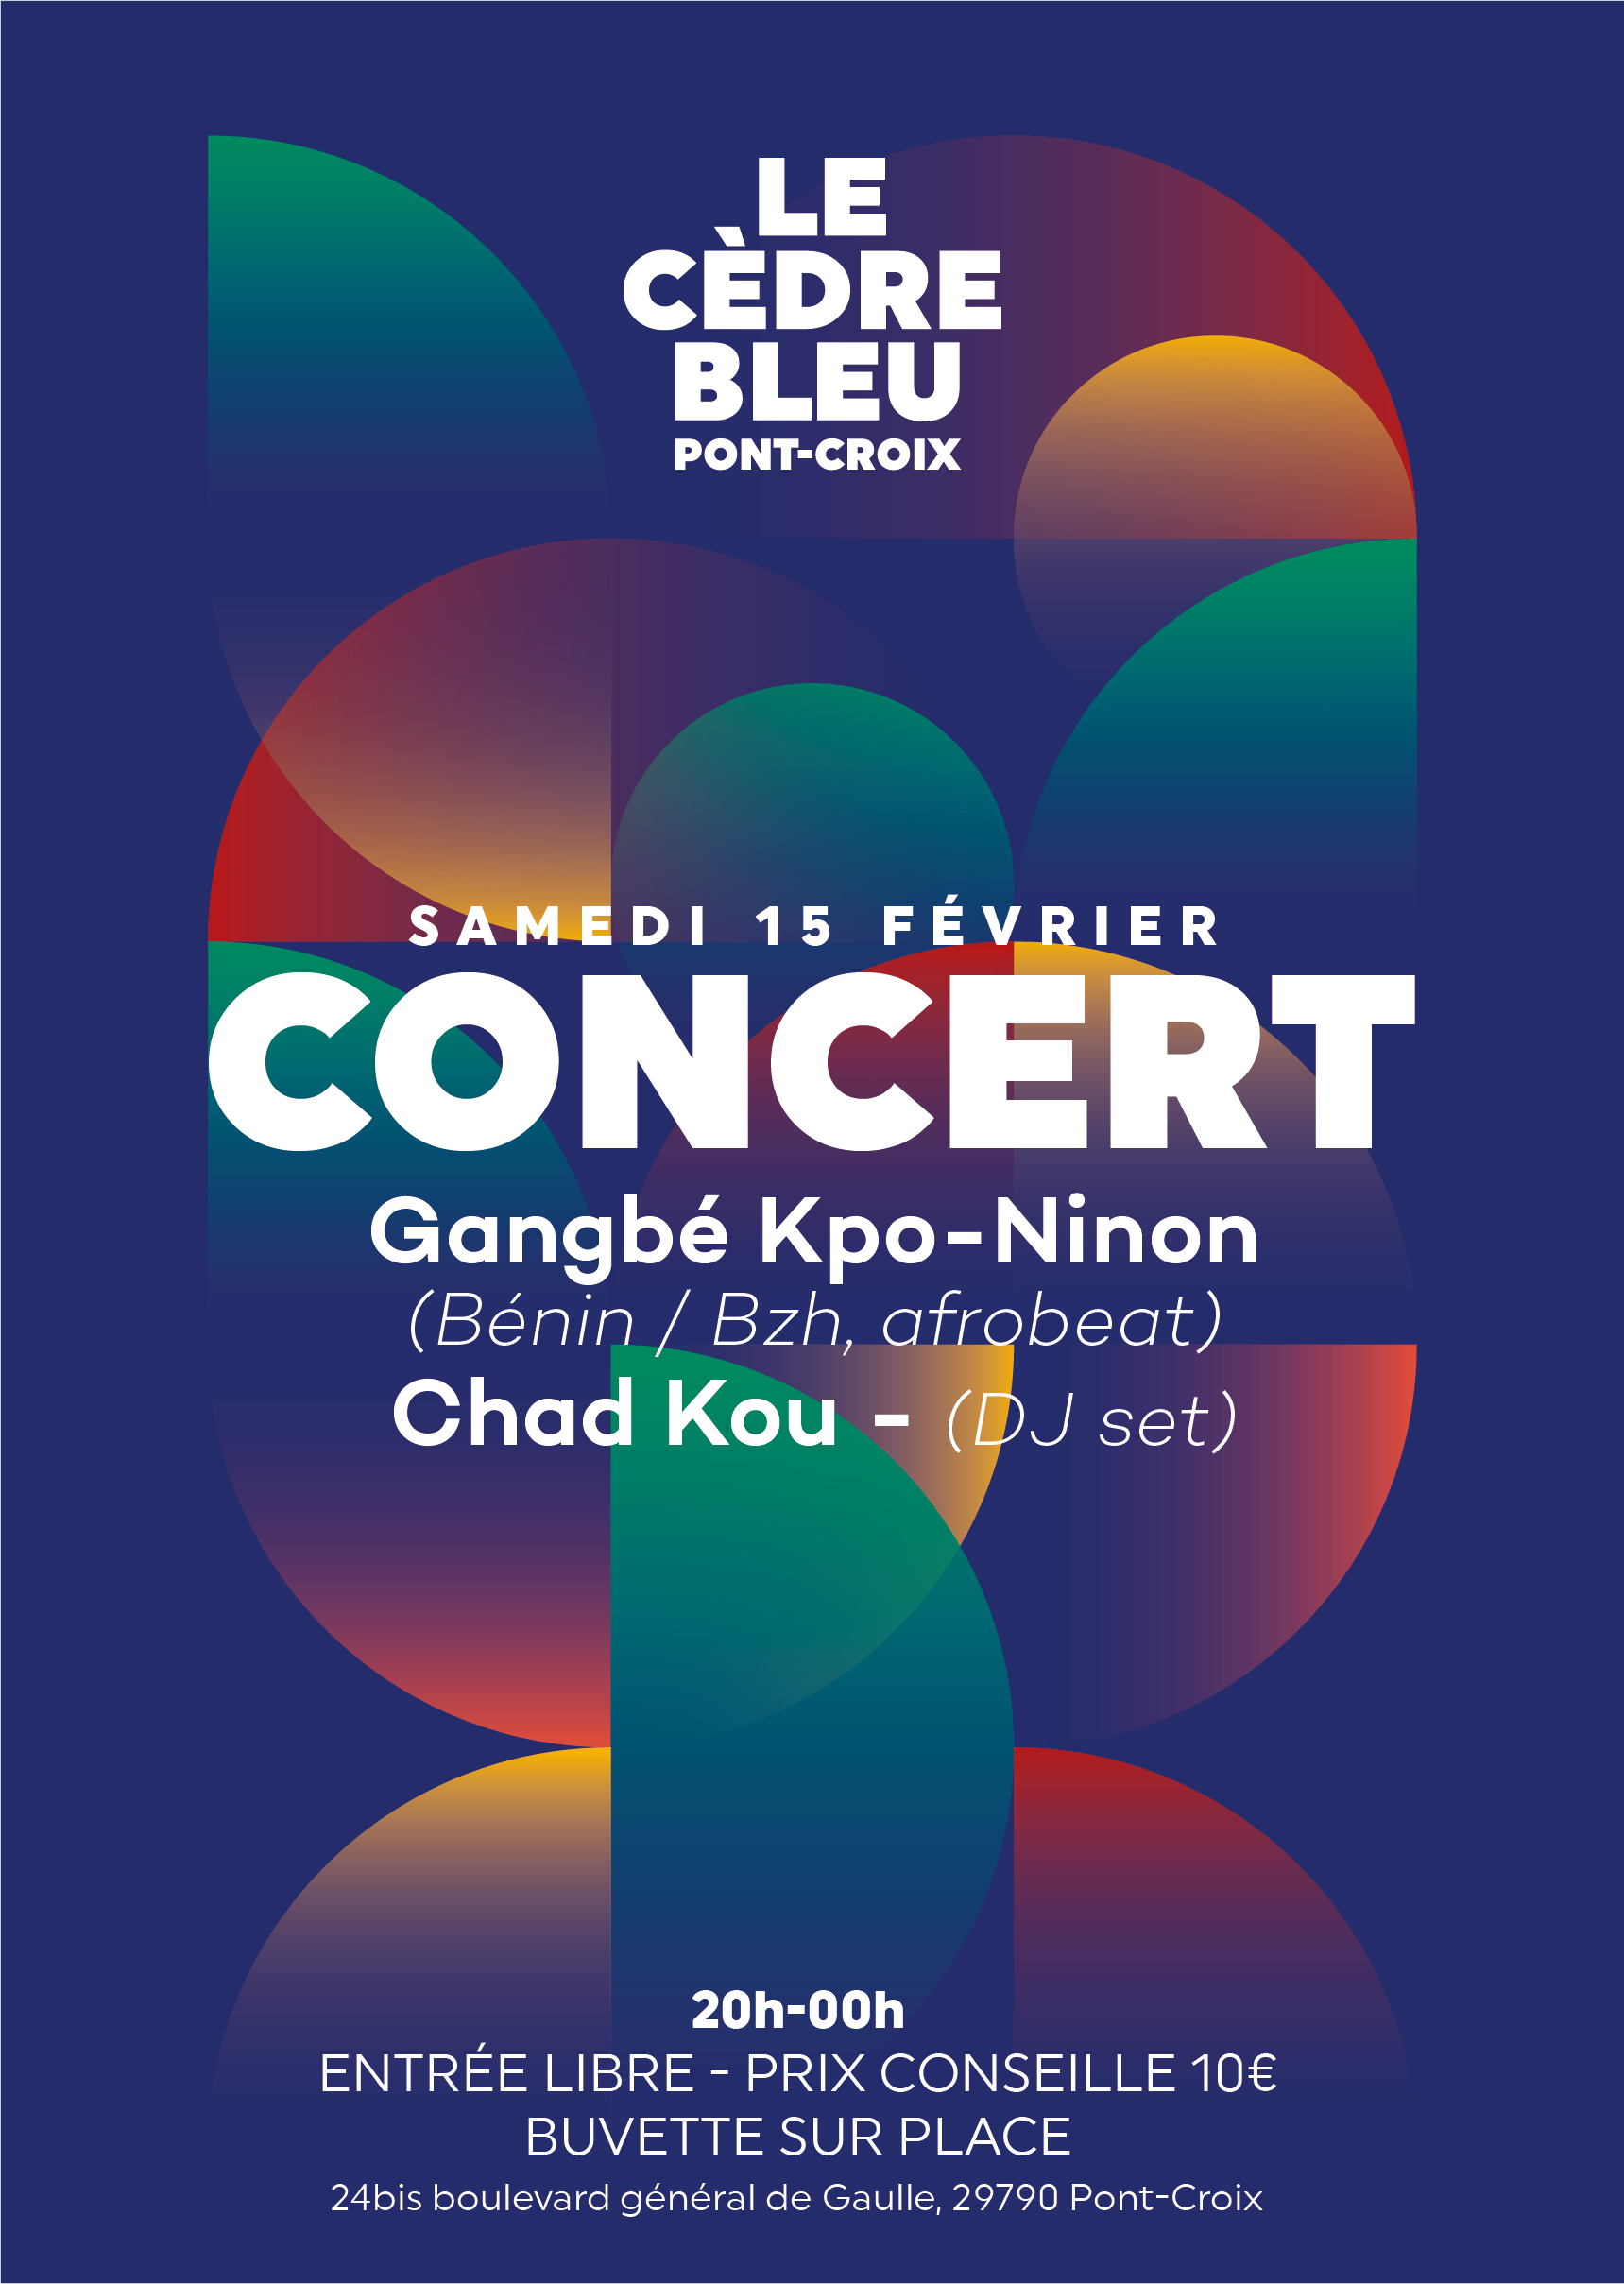 LE
CÈDRE
BLEU
PONT-CROIX
SAMEDI 15 FÉVRIER
CONCERT
Gangbé Kpo-Ninon
(Bénin / Bzh, afrobeat)
Chad Kou - (DJ set)
20h-00h
ENTRÉE LIBRE - PRIX CONSEILLE 10€
BUVETTE SUR PLACE
24bis boulevard général de Gaulle, 29790 Pont-Croix